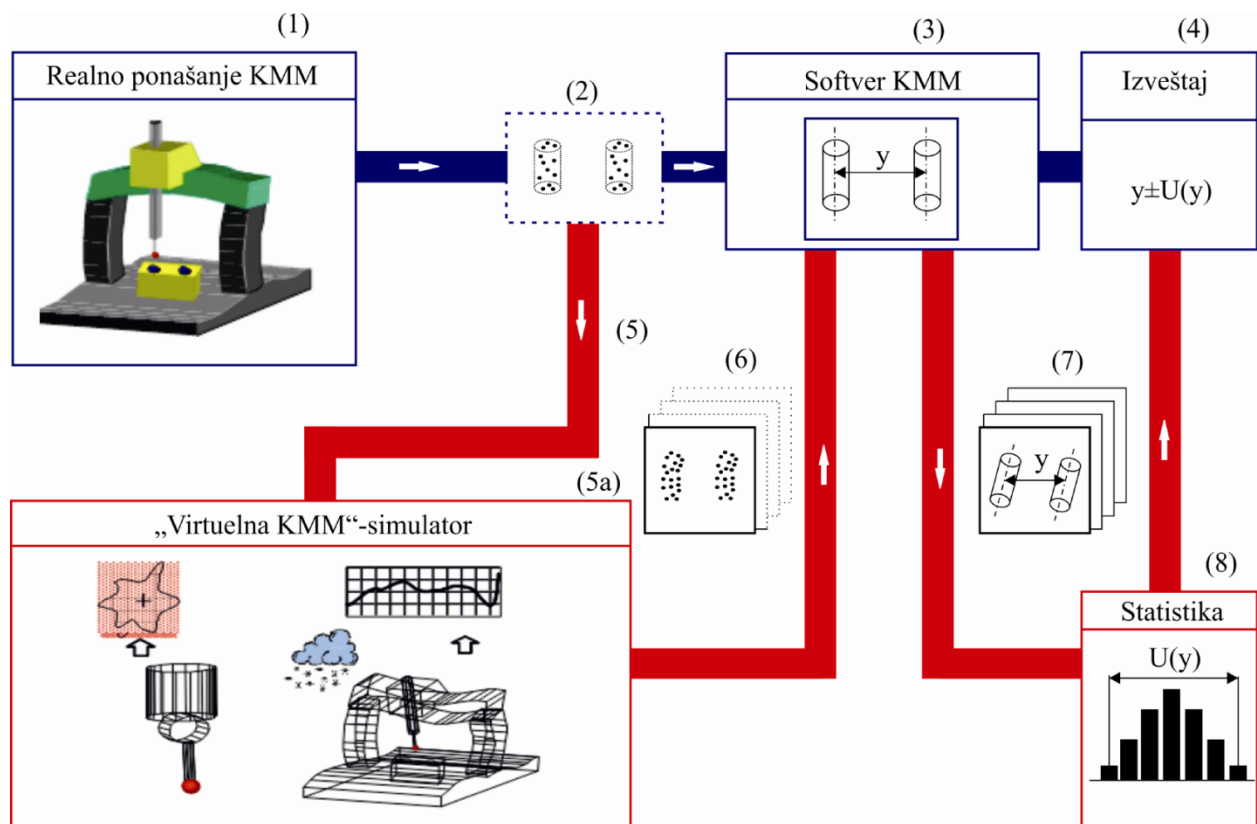 (1)
Realno ponašanje KMM
(2)
(3)
Softver KMM
y
(4)
Izveštaj
y±U(y)
(5)
(5a)
„Virtuelna KMM“-simulator
(6)
(7)
y
(8)
Statistika
U(y)